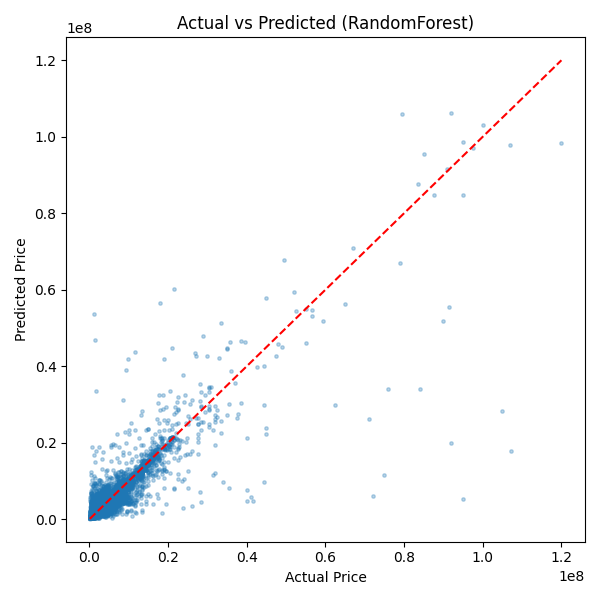 Actual vs Predicted (RandomForest)
1e8
1.2
1.0
0.8
0.6
0.4
0.2
0.0
Predicted Price
0.0 0.2 0.4 0.6 0.8 1.0 1.2
1e8
Actual Price